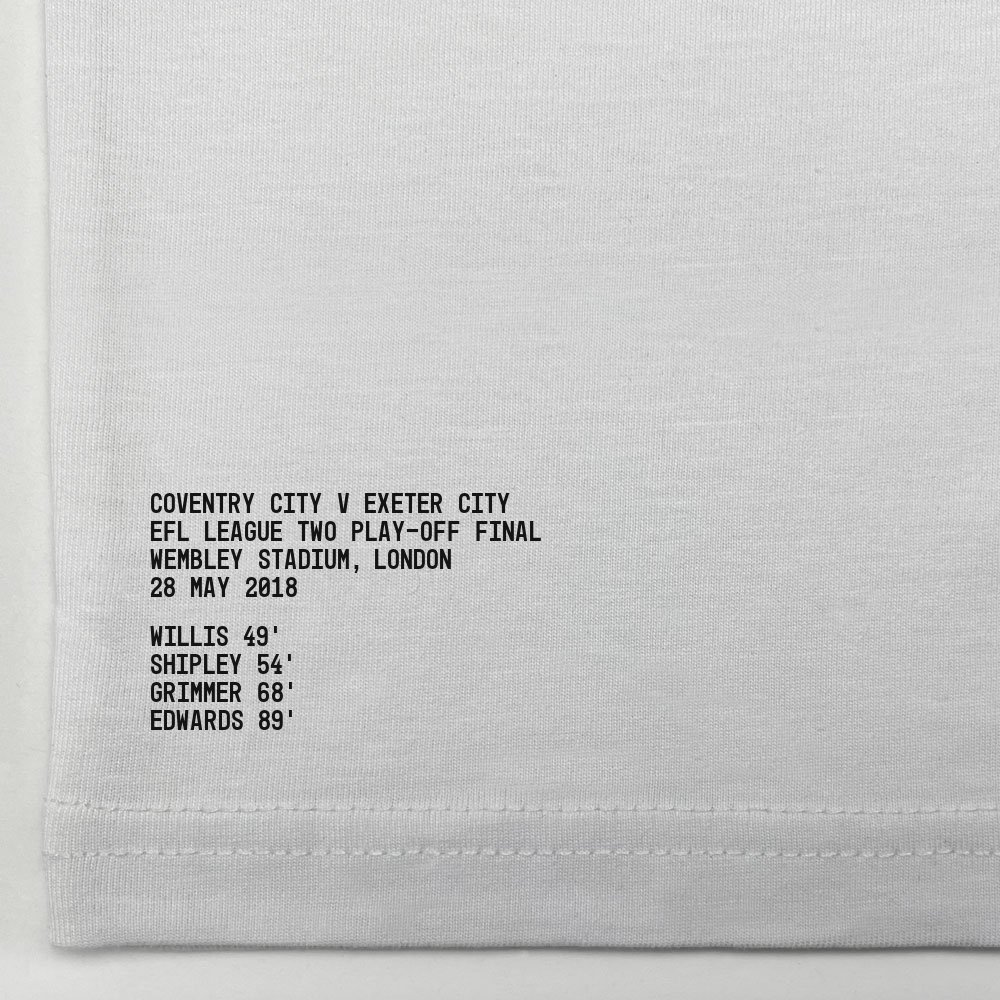 COVENTRY CITY V EXETER CITY
EFL LEAGUE TWO PLAY-OFF FINAL
WEMBLEY STADIUM, LONDON
28 MAY 2018
WILLIS 49'
SHIPLEY 54'
GRIMMER 68'
EDWARDS 89'